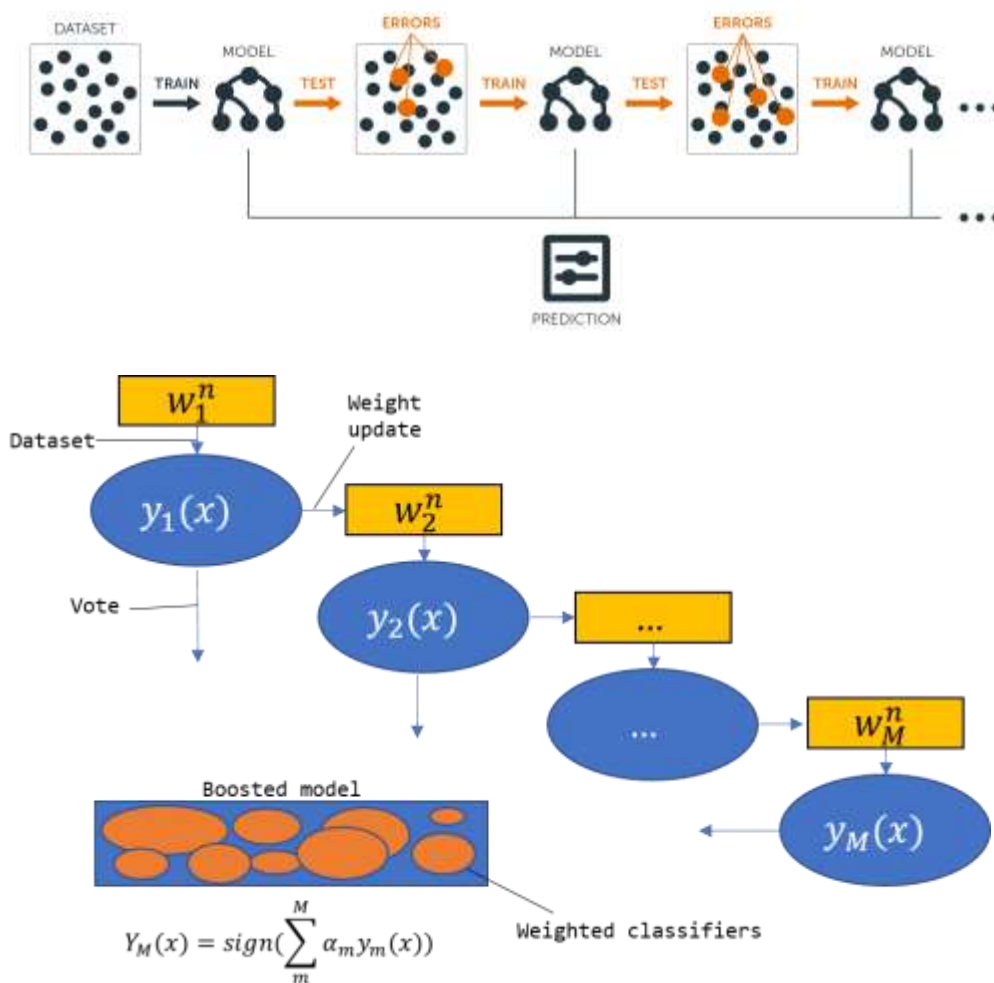 DATASET
ERRORS
ERRORS
MODEL
MODEL
MODEL
TRAIN
TEST
TRAIN
TEST
TRAIN
PREDICTION
w_1^n
Weight
update
Dataset
y_1(x)
w_2^n
Vote
y_2(x)
...
...
w_M^n
Boosted model
y_M(x)
Weighted classifiers
Y_M(x) = sign(∑_m^M α_m y_m(x))